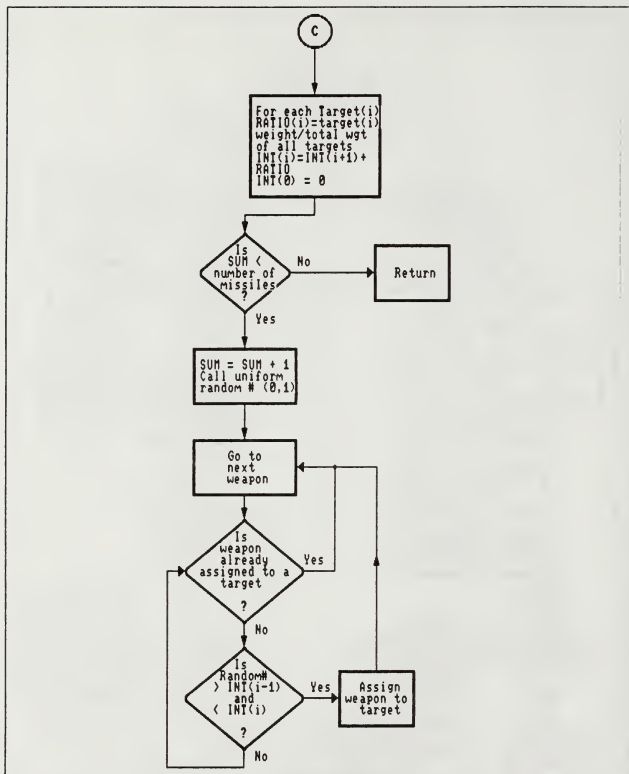 C
For each Target(i)
RATIO(i)=target(i)
weight/total wgt
of all targets
INT(i)=INT(i+1)+
RATIO
INT(0) = 0
Is
SUM <
number of
missiles
?
No
Return
Yes
SUM = SUM + 1
Call uniform
random # (0,1)
Go to
next
weapon
Is
weapon
already
assigned to a
target
?
Yes
No
Is
Random#
> INT(i-1)
and
< INT(i)
?
Yes
Assign
weapon to
target
No